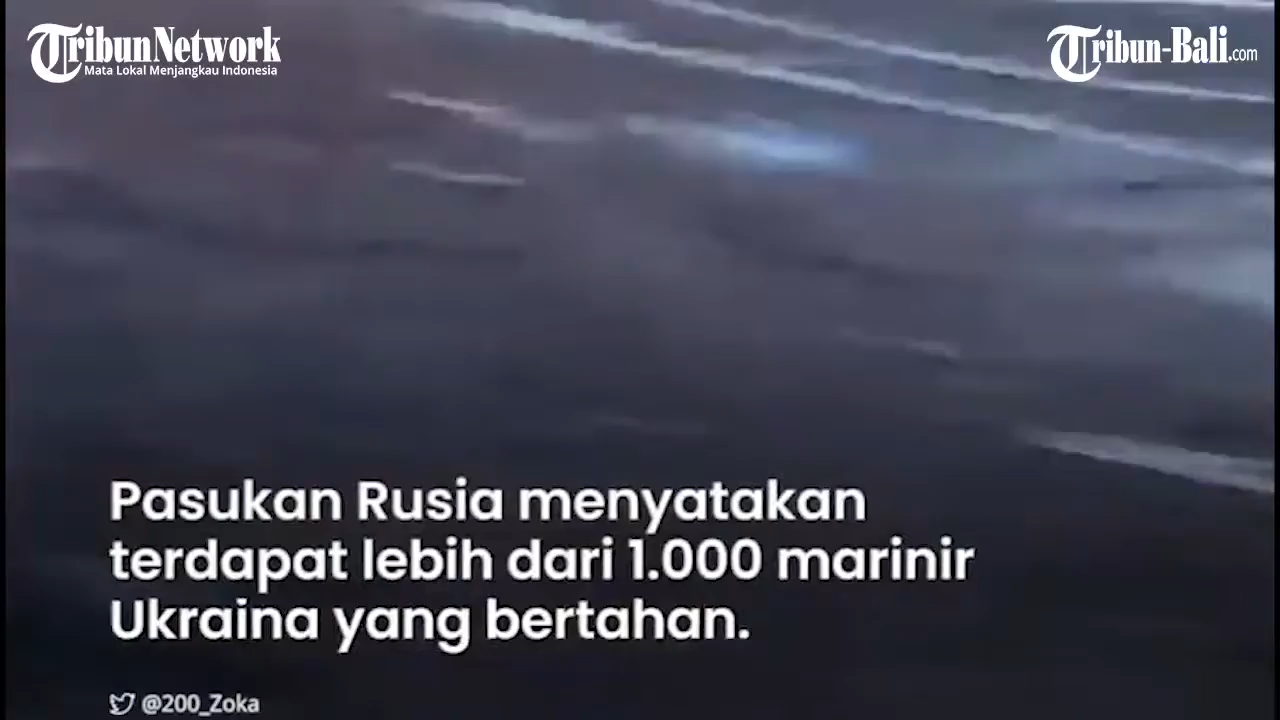 TribunNetwork
Mata Lokal Menjangkau Indonesia
Tribun-Bali.com
Pasukan Rusia menyatakan
terdapat lebih dari 1.000 marinir
Ukraina yang bertahan.
@200_Zoka